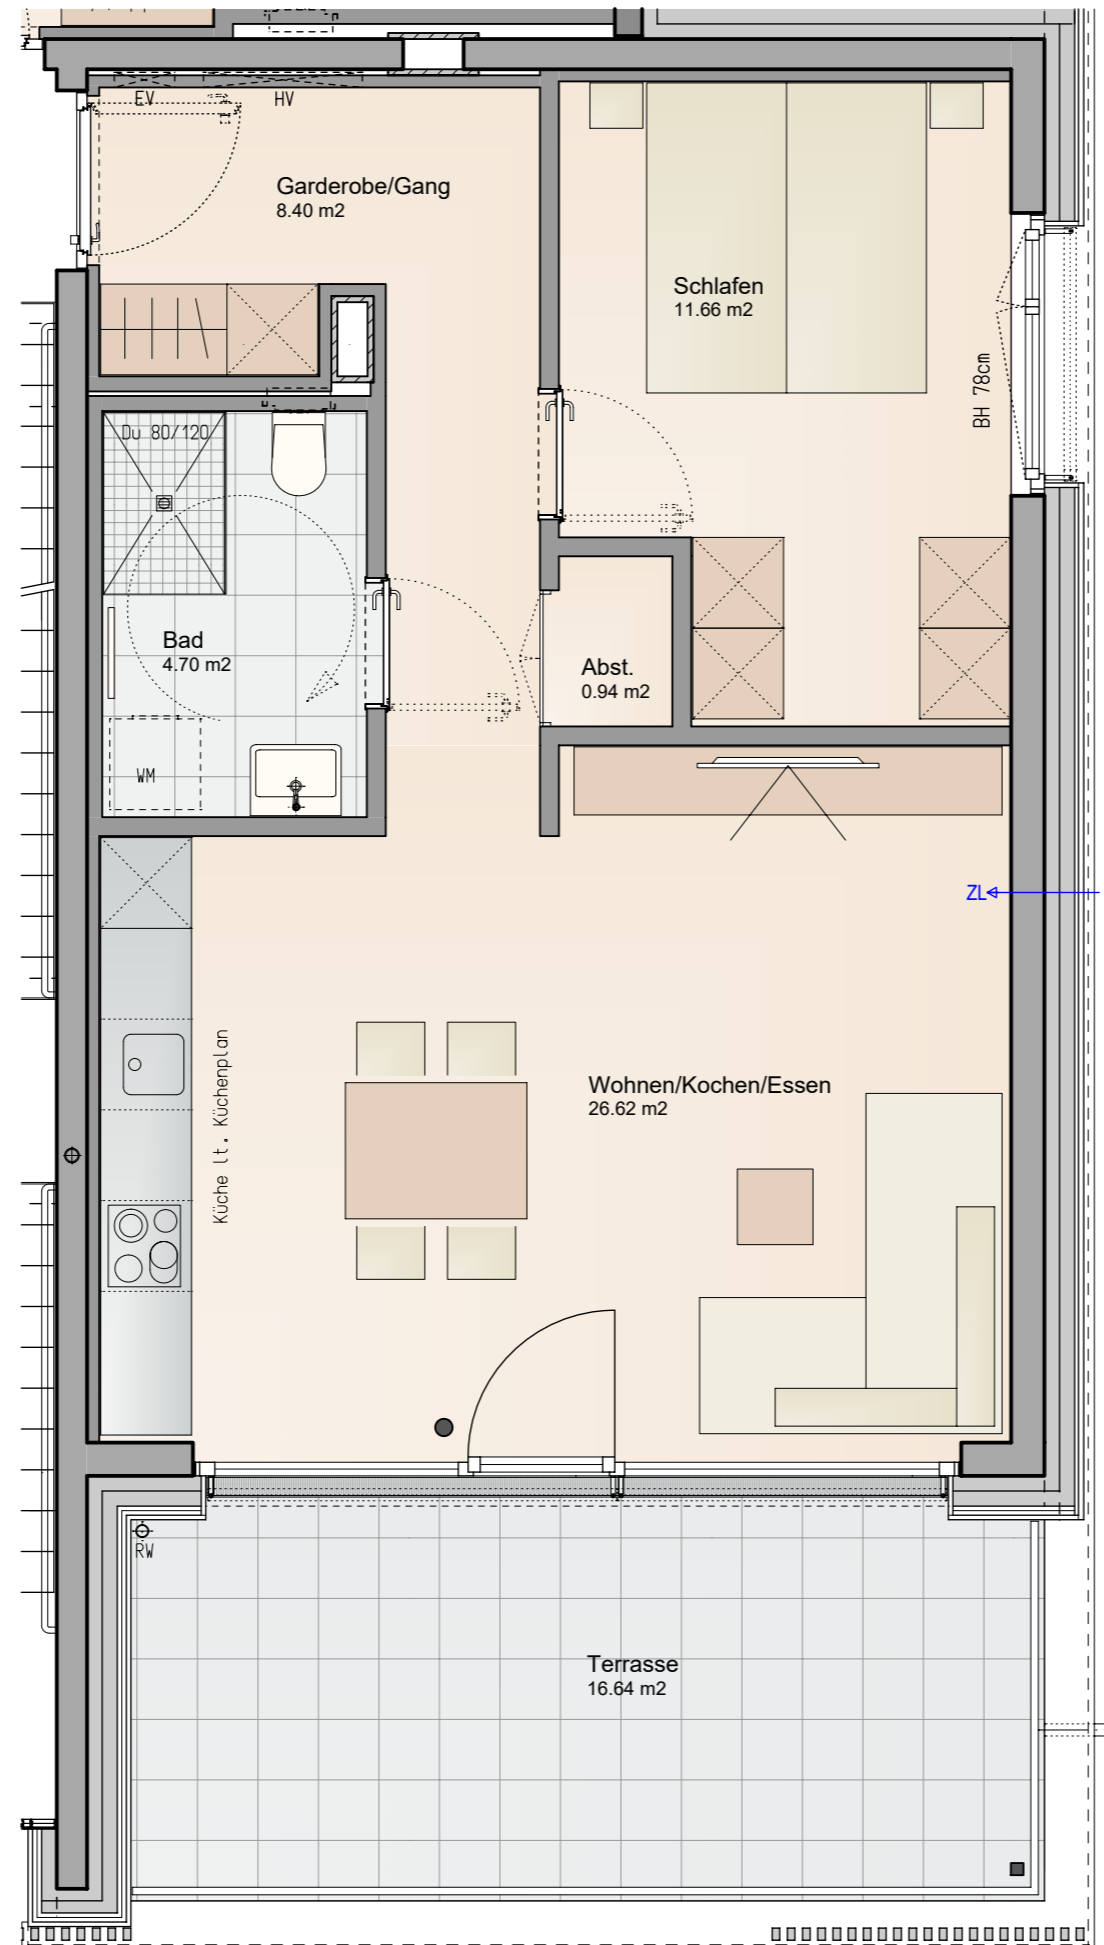 EV
HV
Garderobe/Gang
8.40 m2
Schlafen
11.66 m2
BH 78cm
Du 80/120
Bad
4.70 m2
Abst.
0.94 m2
WM
ZL
Küche lt. Küchenplan
Wohnen/Kochen/Essen
26.62 m2
RW
Terrasse
16.64 m2